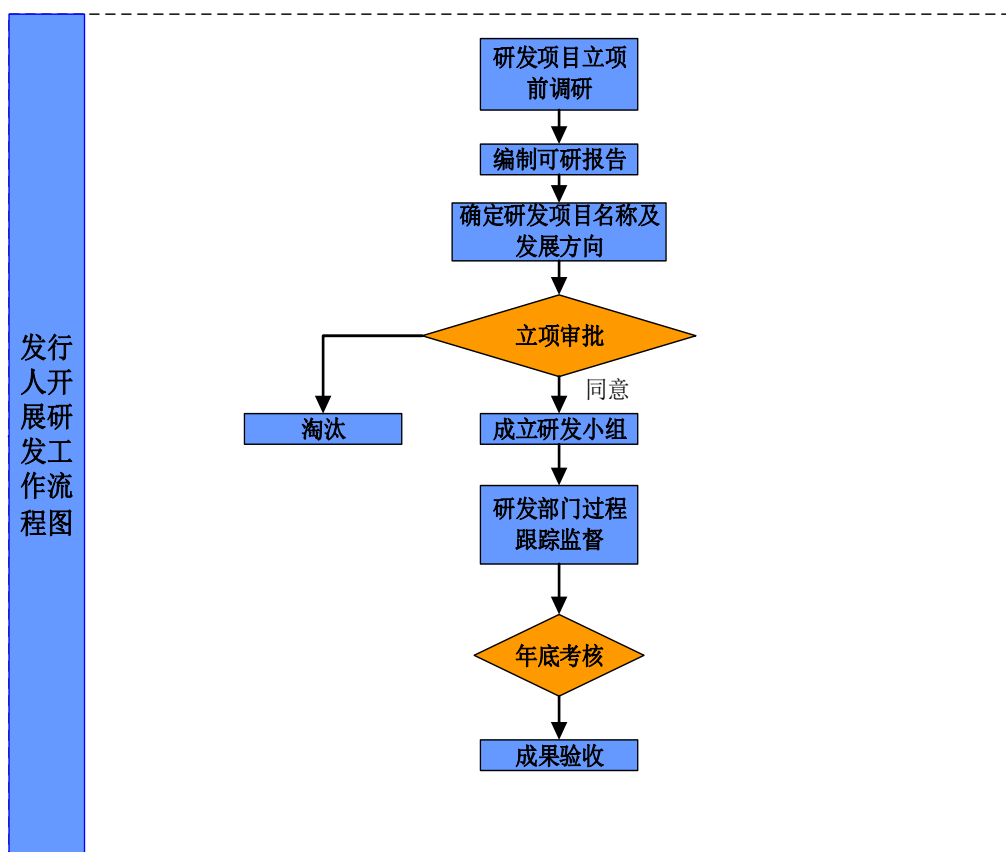 发行
人开
展研
发工
作流
程图
研发项目立项
前调研
编制可研报告
确定研发项目名称及
发展方向
立项审批
同意
淘汰
成立研发小组
研发部门过程
跟踪监督
年底考核
成果验收